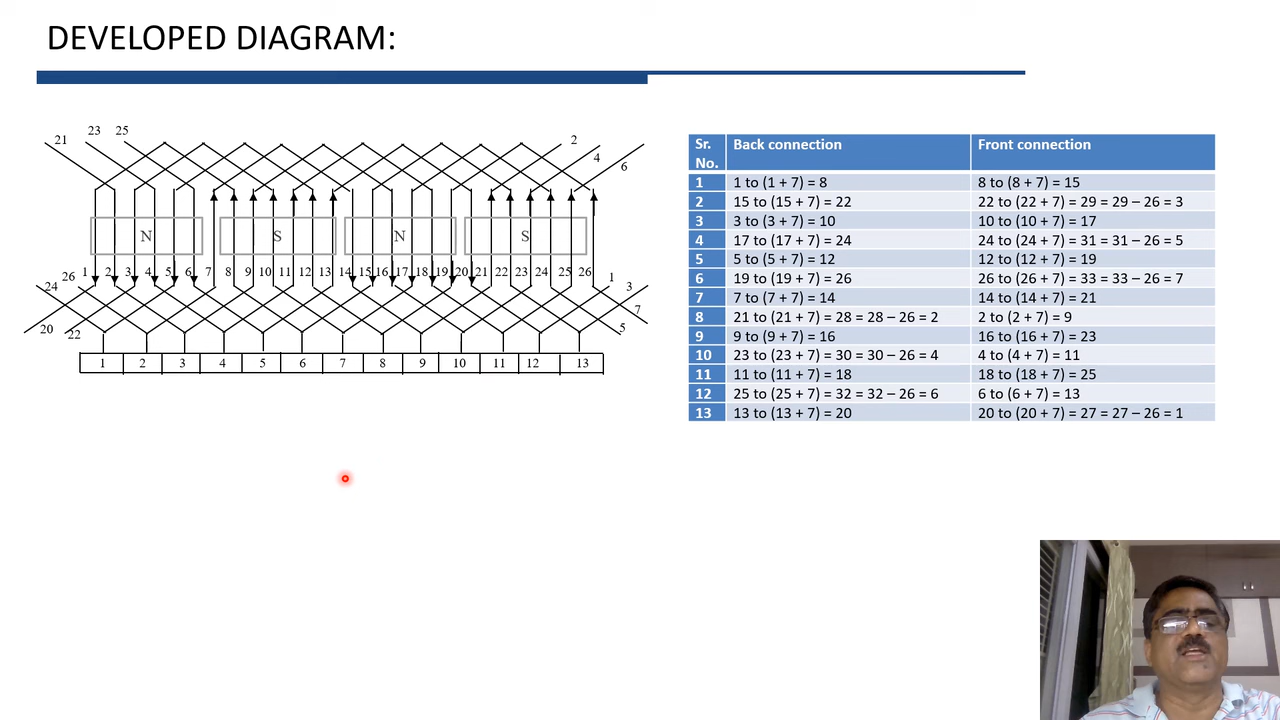 DEVELOPED DIAGRAM:
21 23 25 2 4 6
N S N S
24 26 1 2 3 4 5 6 7 8 9 10 11 12 13 14 15 16 17 18 19 20 21 22 23 24 25 26 1 3
20 22 5 7
1 2 3 4 5 6 7 8 9 10 11 12 13
Sr. No. Back connection Front connection
1 1 to (1 + 7) = 8 8 to (8 + 7) = 15
2 15 to (15 + 7) = 22 22 to (22 + 7) = 29 = 29 – 26 = 3
3 3 to (3 + 7) = 10 10 to (10 + 7) = 17
4 17 to (17 + 7) = 24 24 to (24 + 7) = 31 = 31 – 26 = 5
5 5 to (5 + 7) = 12 12 to (12 + 7) = 19
6 19 to (19 + 7) = 26 26 to (26 + 7) = 33 = 33 – 26 = 7
7 7 to (7 + 7) = 14 14 to (14 + 7) = 21
8 21 to (21 + 7) = 28 = 28 – 26 = 2 2 to (2 + 7) = 9
9 9 to (9 + 7) = 16 16 to (16 + 7) = 23
10 23 to (23 + 7) = 30 = 30 – 26 = 4 4 to (4 + 7) = 11
11 11 to (11 + 7) = 18 18 to (18 + 7) = 25
12 25 to (25 + 7) = 32 = 32 – 26 = 6 6 to (6 + 7) = 13
13 13 to (13 + 7) = 20 20 to (20 + 7) = 27 = 27 – 26 = 1